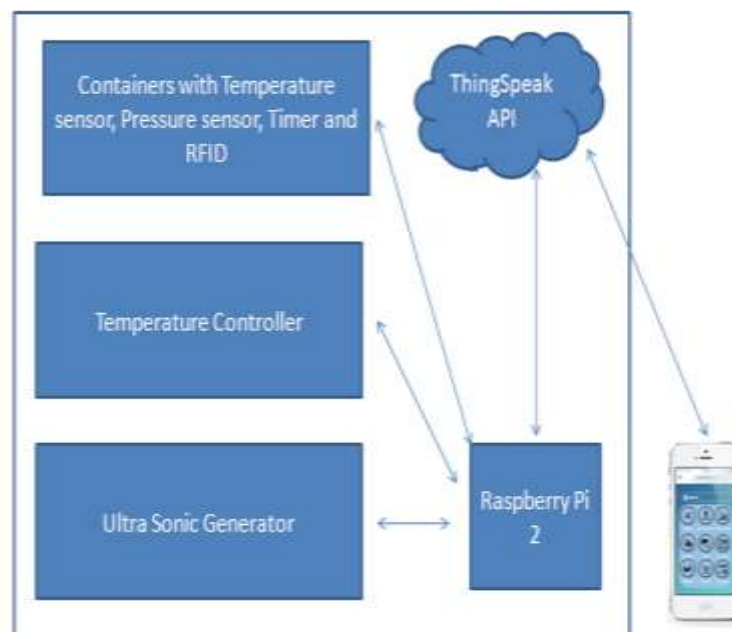 Containers with Temperature
sensor, Pressure sensor, Timer and
RFID
ThingSpeak
API
Temperature Controller
Ultra Sonic Generator
Raspberry Pi
2